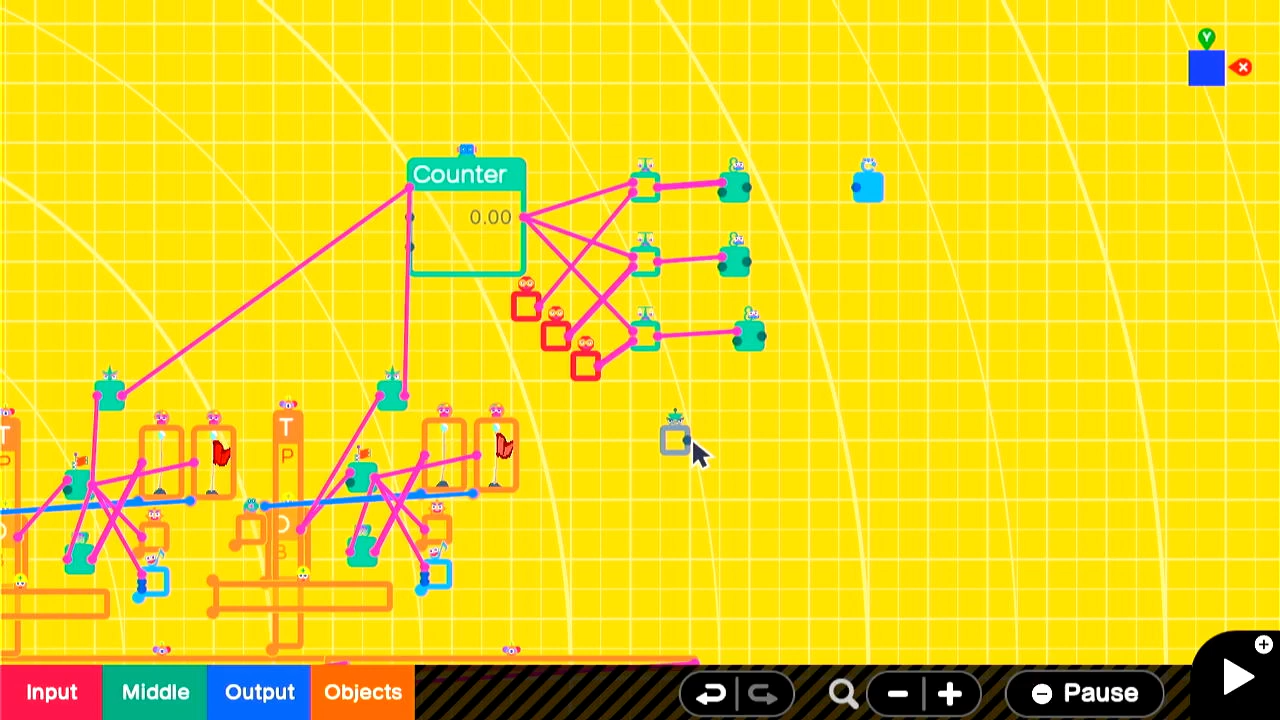 Y
Counter
0.00
T
P
T
P
O
B
Input
Middle
Output
Objects
Pause